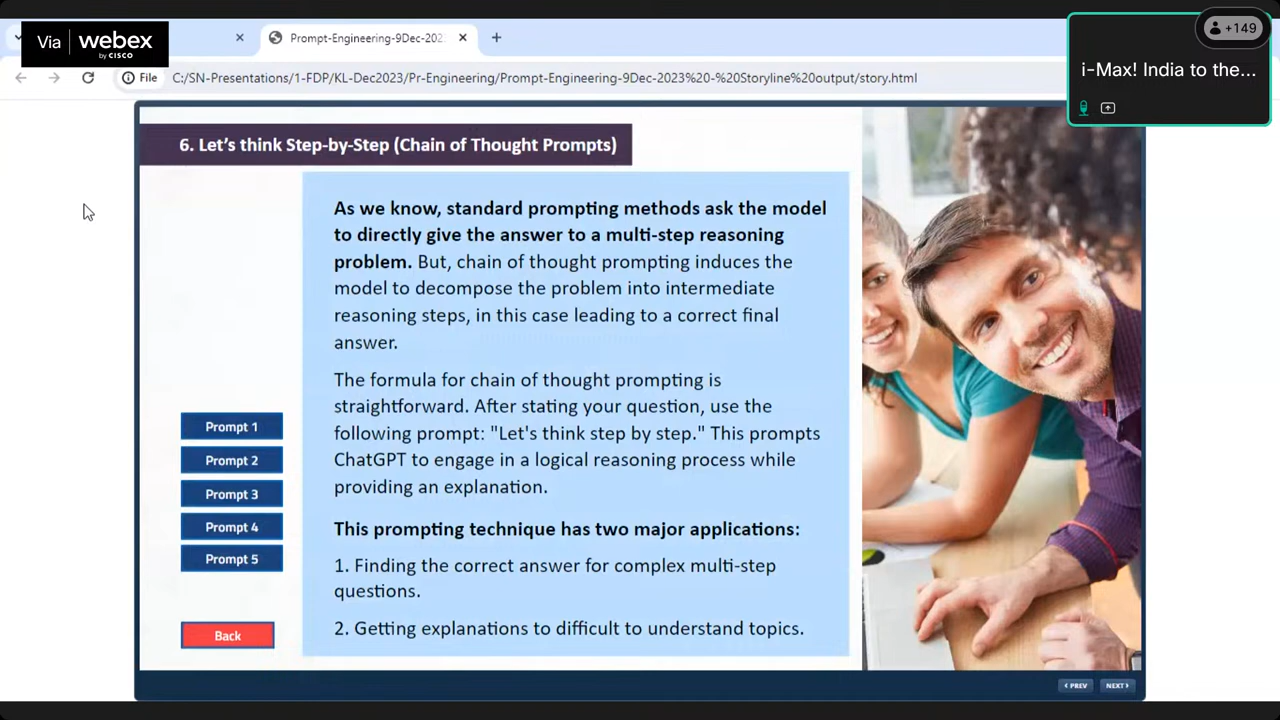 Via webex
by CISCO
Prompt-Engineering-9Dec-202
+149
i-Max! India to the...
File C:/SN-Presentations/1-FDP/KL-Dec2023/Pr-Engineering/Prompt-Engineering-9Dec-2023%20-%20Storyline%20output/story.html
6. Let's think Step-by-Step (Chain of Thought Prompts)
As we know, standard prompting methods ask the model
to directly give the answer to a multi-step reasoning
problem. But, chain of thought prompting induces the
model to decompose the problem into intermediate
reasoning steps, in this case leading to a correct final
answer.
The formula for chain of thought prompting is
straightforward. After stating your question, use the
following prompt: "Let's think step by step." This prompts
ChatGPT to engage in a logical reasoning process while
providing an explanation.
This prompting technique has two major applications:
1. Finding the correct answer for complex multi-step
questions.
2. Getting explanations to difficult to understand topics.
Prompt 1
Prompt 2
Prompt 3
Prompt 4
Prompt 5
Back
PREV NEXT